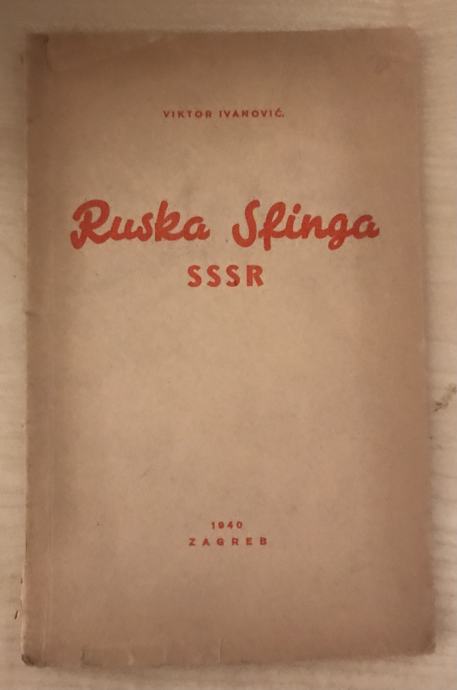 VIKTOR IVANOVIĆ.
Ruska Sfinga
SSSR
1940
ZAGREB